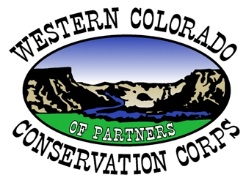 WESTERN COLORADO
OF PARTNERS
CONSERVATION CORPS